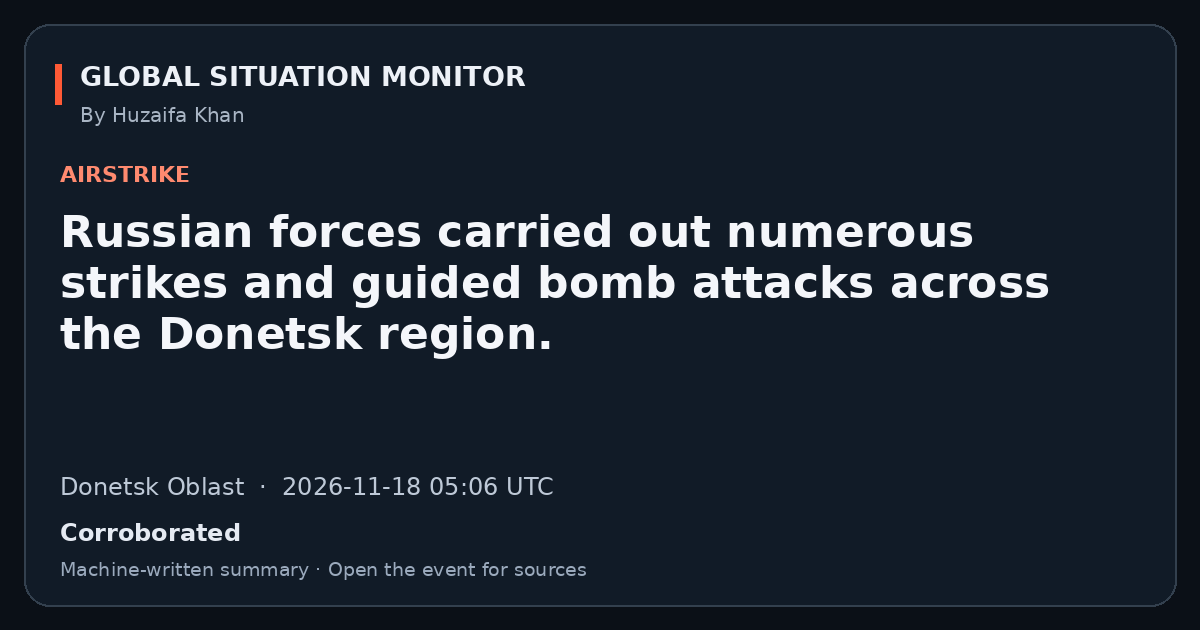 GLOBAL SITUATION MONITOR
By Huzaifa Khan
AIRSTRIKE
Russian forces carried out numerous
strikes and guided bomb attacks across
the Donetsk region.
Donetsk Oblast · 2026-11-18 05:06 UTC
Corroborated
Machine-written summary · Open the event for sources